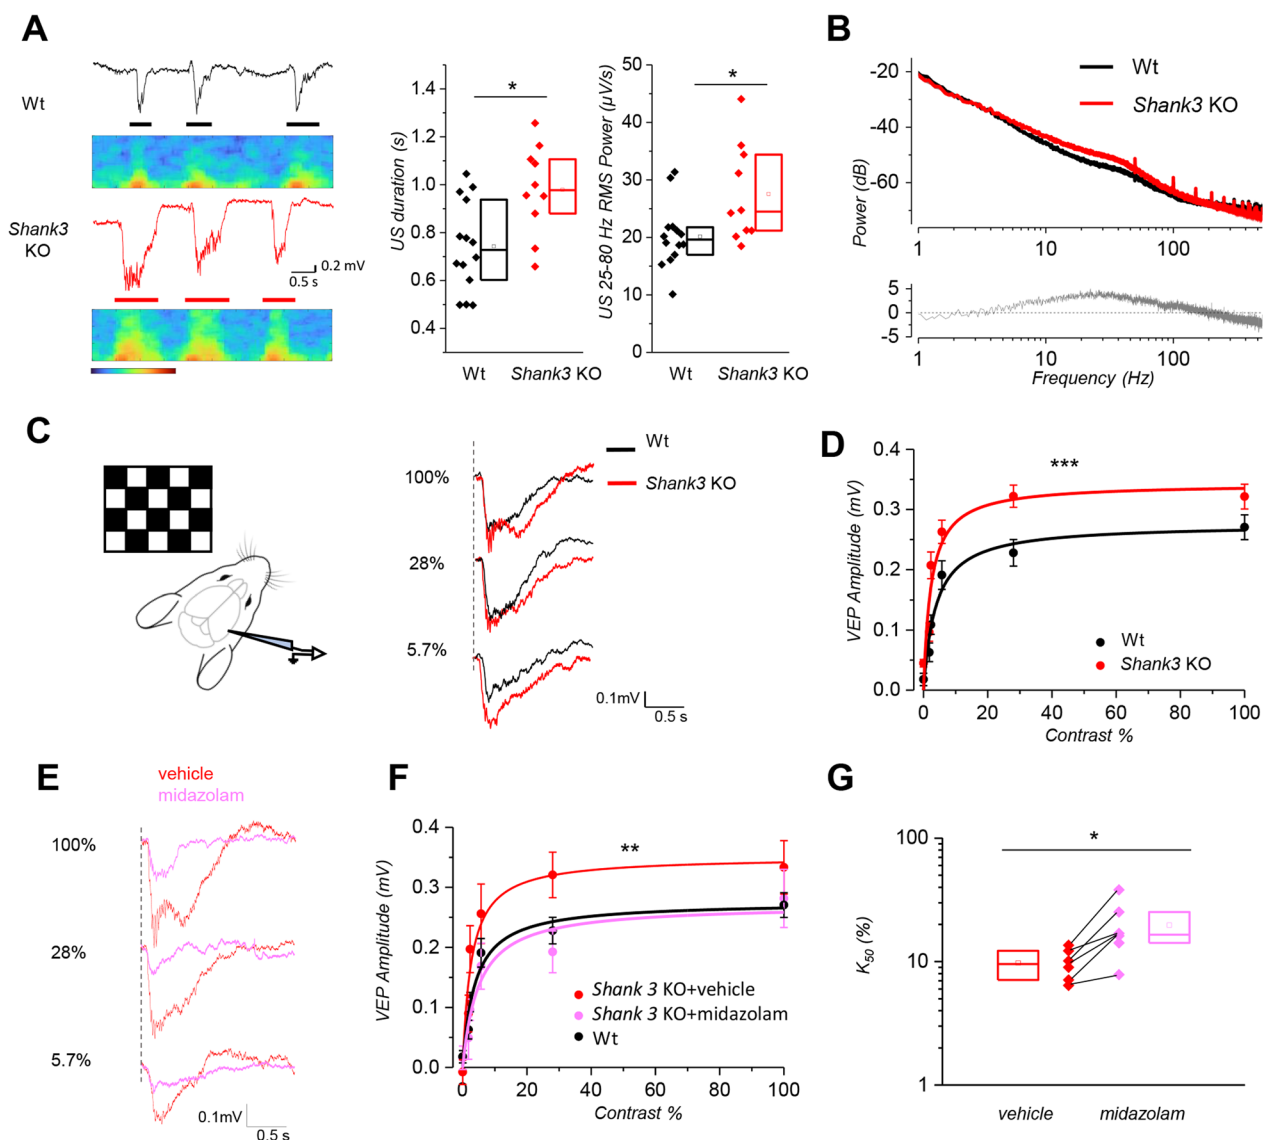 A
Wt
Shank3
KO
0.2 mV
0.5 s
US duration (s)
1.4
1.2
1.0
0.8
0.6
0.4
*
Wt
Shank3 KO
US 25-80 Hz RMS Power (µV/s)
50
40
30
20
10
0
*
Wt
Shank3 KO
B
Wt
Shank3 KO
Power (dB)
-20
-40
-60
1
10
100
5
0
5
1
10
100
Frequency (Hz)
C
Wt
Shank3 KO
100%
28%
5.7%
0.1mV
0.5 s
D
VEP Amplitude (mV)
0.4
0.3
0.2
0.1
0.0
***
Wt
Shank3 KO
0
20
40
60
80
100
Contrast %
E
vehicle
midazolam
100%
28%
5.7%
0.1mV
0.5 s
F
VEP Amplitude (mV)
0.4
0.3
0.2
0.1
0.0
**
Shank 3 KO+vehicle
Shank 3 KO+midazolam
Wt
0
20
40
60
80
100
Contrast %
G
K50 (%)
100
10
1
*
vehicle
midazolam